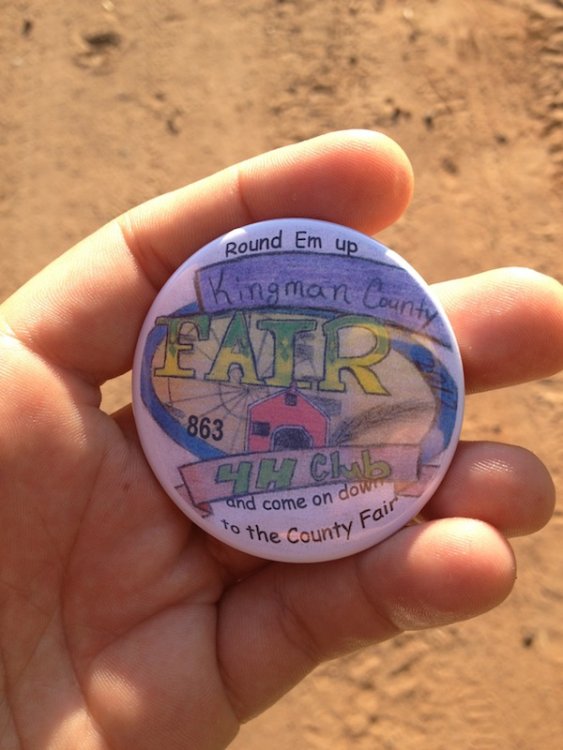 Round Em up
Kingman County
FAIR
863
4H Club
and come on down
to the County Fair